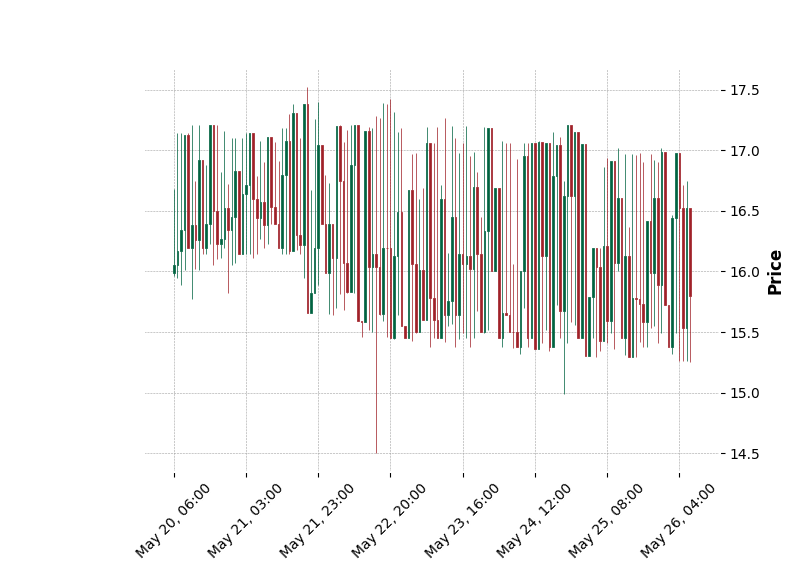 17.5
17.0
16.5
16.0
15.5
15.0
14.5
Price
May 20, 06:00
May 21, 03:00
May 21, 23:00
May 22, 20:00
May 23, 16:00
May 24, 12:00
May 25, 08:00
May 26, 04:00